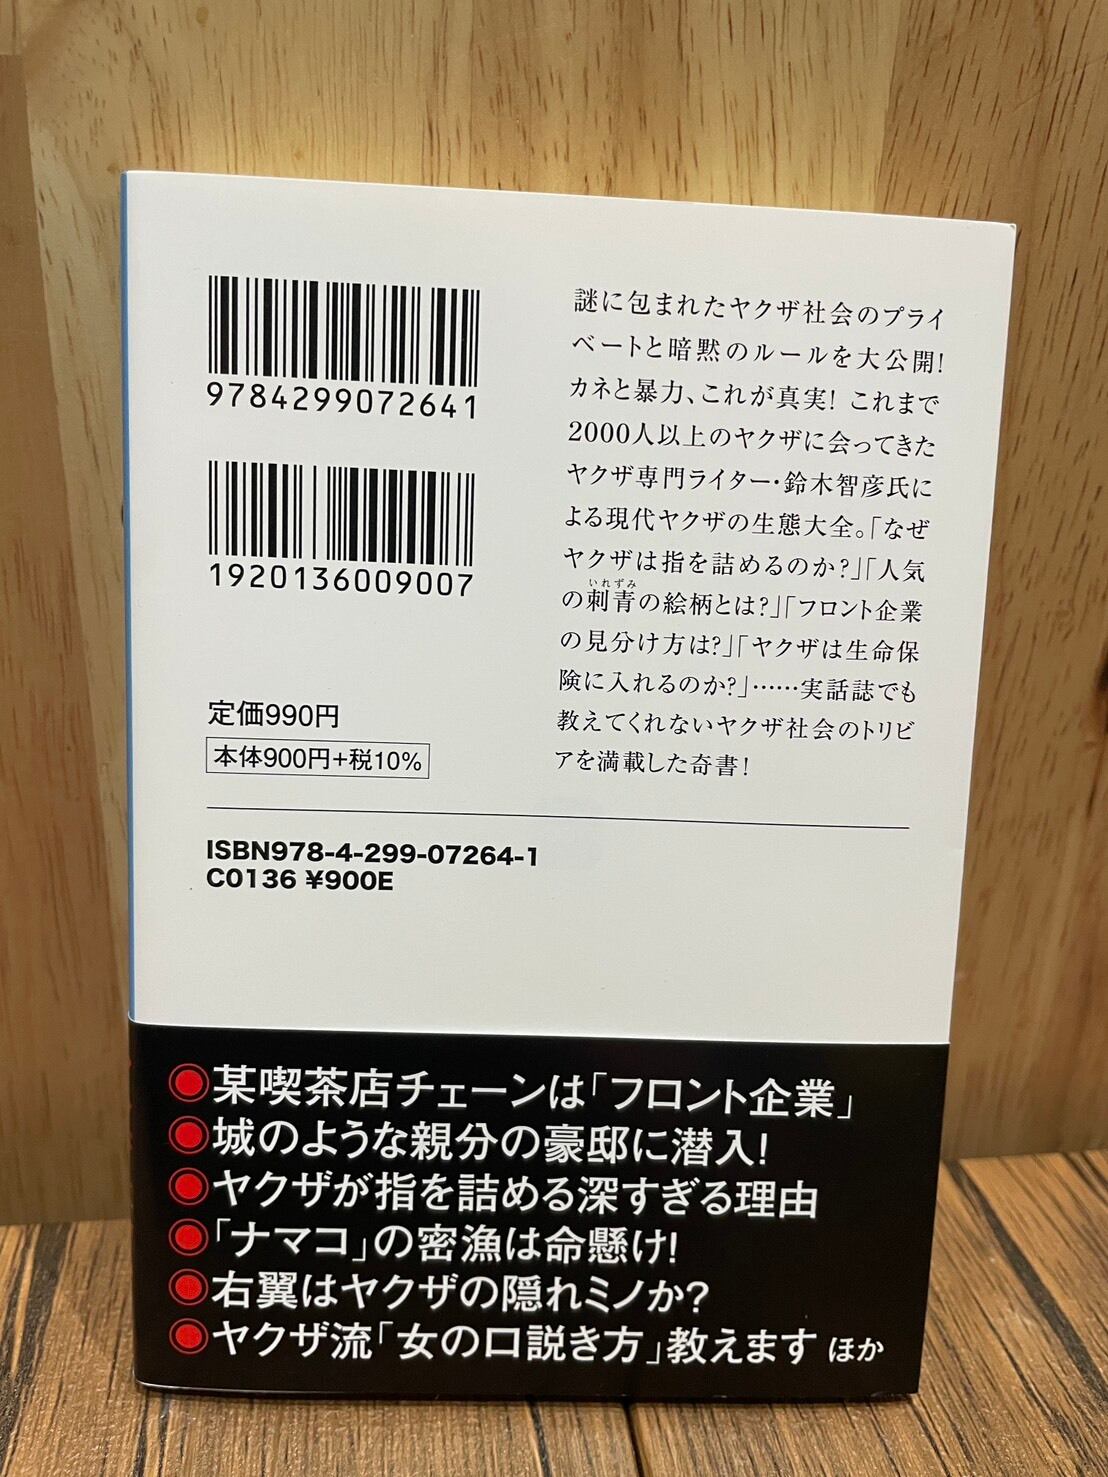 9784299072641
1920136009007
定価990円
本体900円+税10%
謎に包まれたヤクザ社会のプライ
ベートと暗黙のルールを大公開!
カネと暴力、これが真実! これまで
2000人以上のヤクザに会ってきた
ヤクザ専門ライター・鈴木智彦氏に
よる現代ヤクザの生態大全。「なぜ
ヤクザは指を詰めるのか?」「人気
いれずみ
の刺青の絵柄とは?」「フロント企業
の見分け方は?」「ヤクザは生命保
険に入れるのか?」……実話誌でも
教えてくれないヤクザ社会のトリビ
アを満載した奇書!
ISBN978-4-299-07264-1
C0136 ¥900E
◉某喫茶店チェーンは「フロント企業」
◉城のような親分の豪邸に潜入!
◉ヤクザが指を詰める深すぎる理由
◉「ナマコ」の密漁は命懸け!
◉右翼はヤクザの隠れミノか?
◉ヤクザ流「女の口説き方」教えます ほか